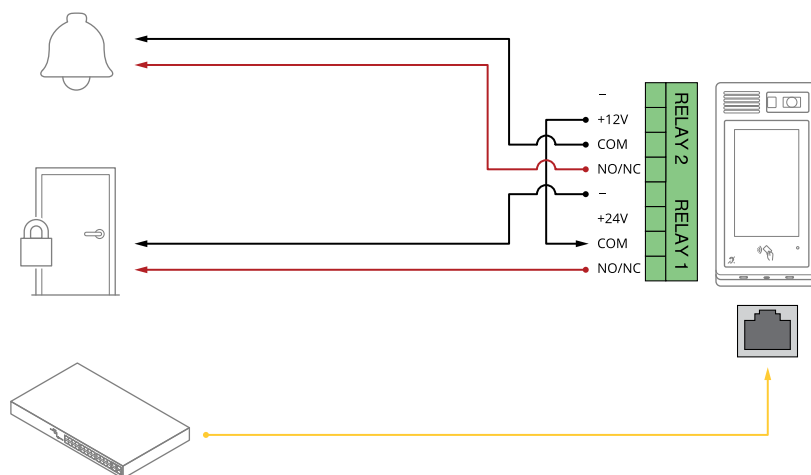 –
+12V
COM
NO/NC
–
+24V
COM
NO/NC
RELAY 2
RELAY 1